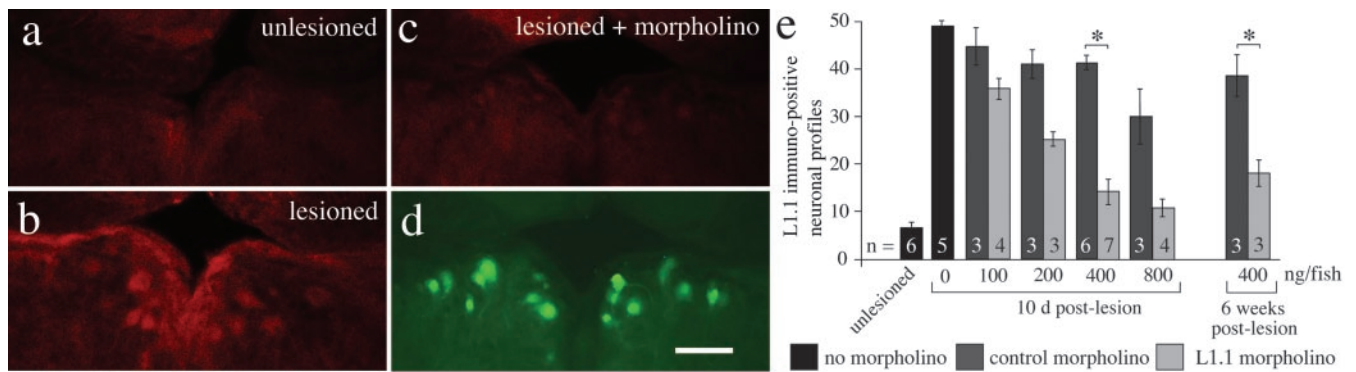 a
unlesioned
b
lesioned
c
lesioned + morpholino
d
e
L1.1 immuno-positive
neuronal profiles
50
40
30
20
10
0
n = 6 5 3 4 3 3 6 7 3 4 3 3
* *
unlesioned
0 100 200 400 800 400 ng/fish
10 d post-lesion
6 weeks
post-lesion
no morpholino control morpholino L1.1 morpholino